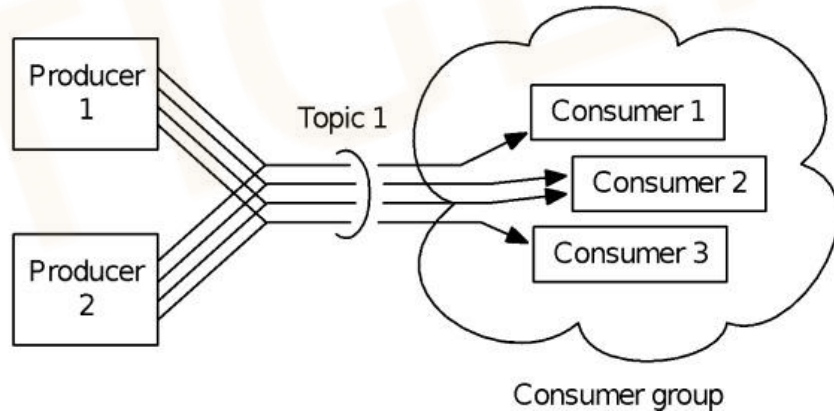 Producer
1
Topic 1
Consumer 1
Consumer 2
Producer
2
Consumer 3
Consumer group